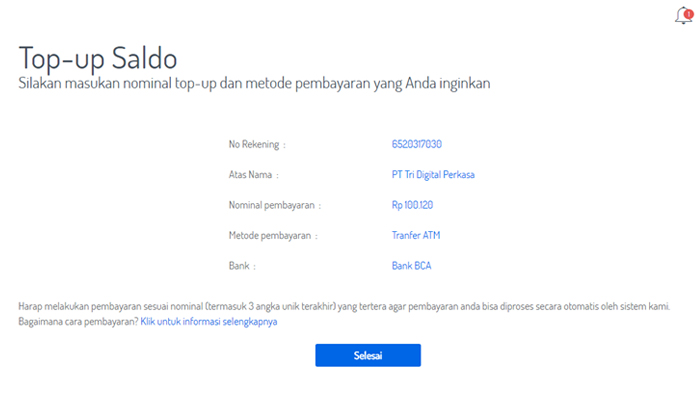 1
Top-up Saldo
Silakan masukan nominal top-up dan metode pembayaran yang Anda inginkan
No Rekening : 6520317030
Atas Nama : PT Tri Digital Perkasa
Nominal pembayaran : Rp 100.120
Metode pembayaran : Tranfer ATM
Bank : Bank BCA
Harap melakukan pembayaran sesuai nominal (termasuk 3 angka unik terakhir) yang tertera agar pembayaran anda bisa diproses secara otomatis oleh sistem kami.
Bagaimana cara pembayaran? Klik untuk informasi selengkapnya
Selesai